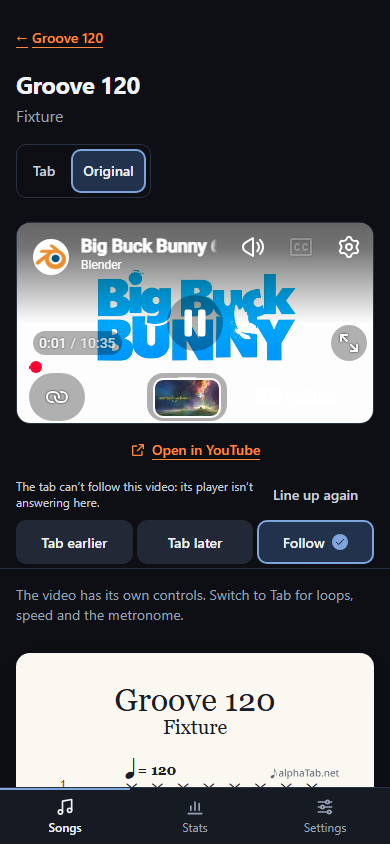 ← Groove 120
Groove 120
Fixture
Tab
Original
Big Buck Bunny
Blender
CC
Big Buck
BUNNY
0:01 / 10:35
Open in YouTube
The tab can't follow this video: its player isn't
answering here.
Line up again
Tab earlier
Tab later
Follow
The video has its own controls. Switch to Tab for loops,
speed and the metronome.
Groove 120
Fixture
= 120
alphaTab.net
1
Songs
Stats
Settings